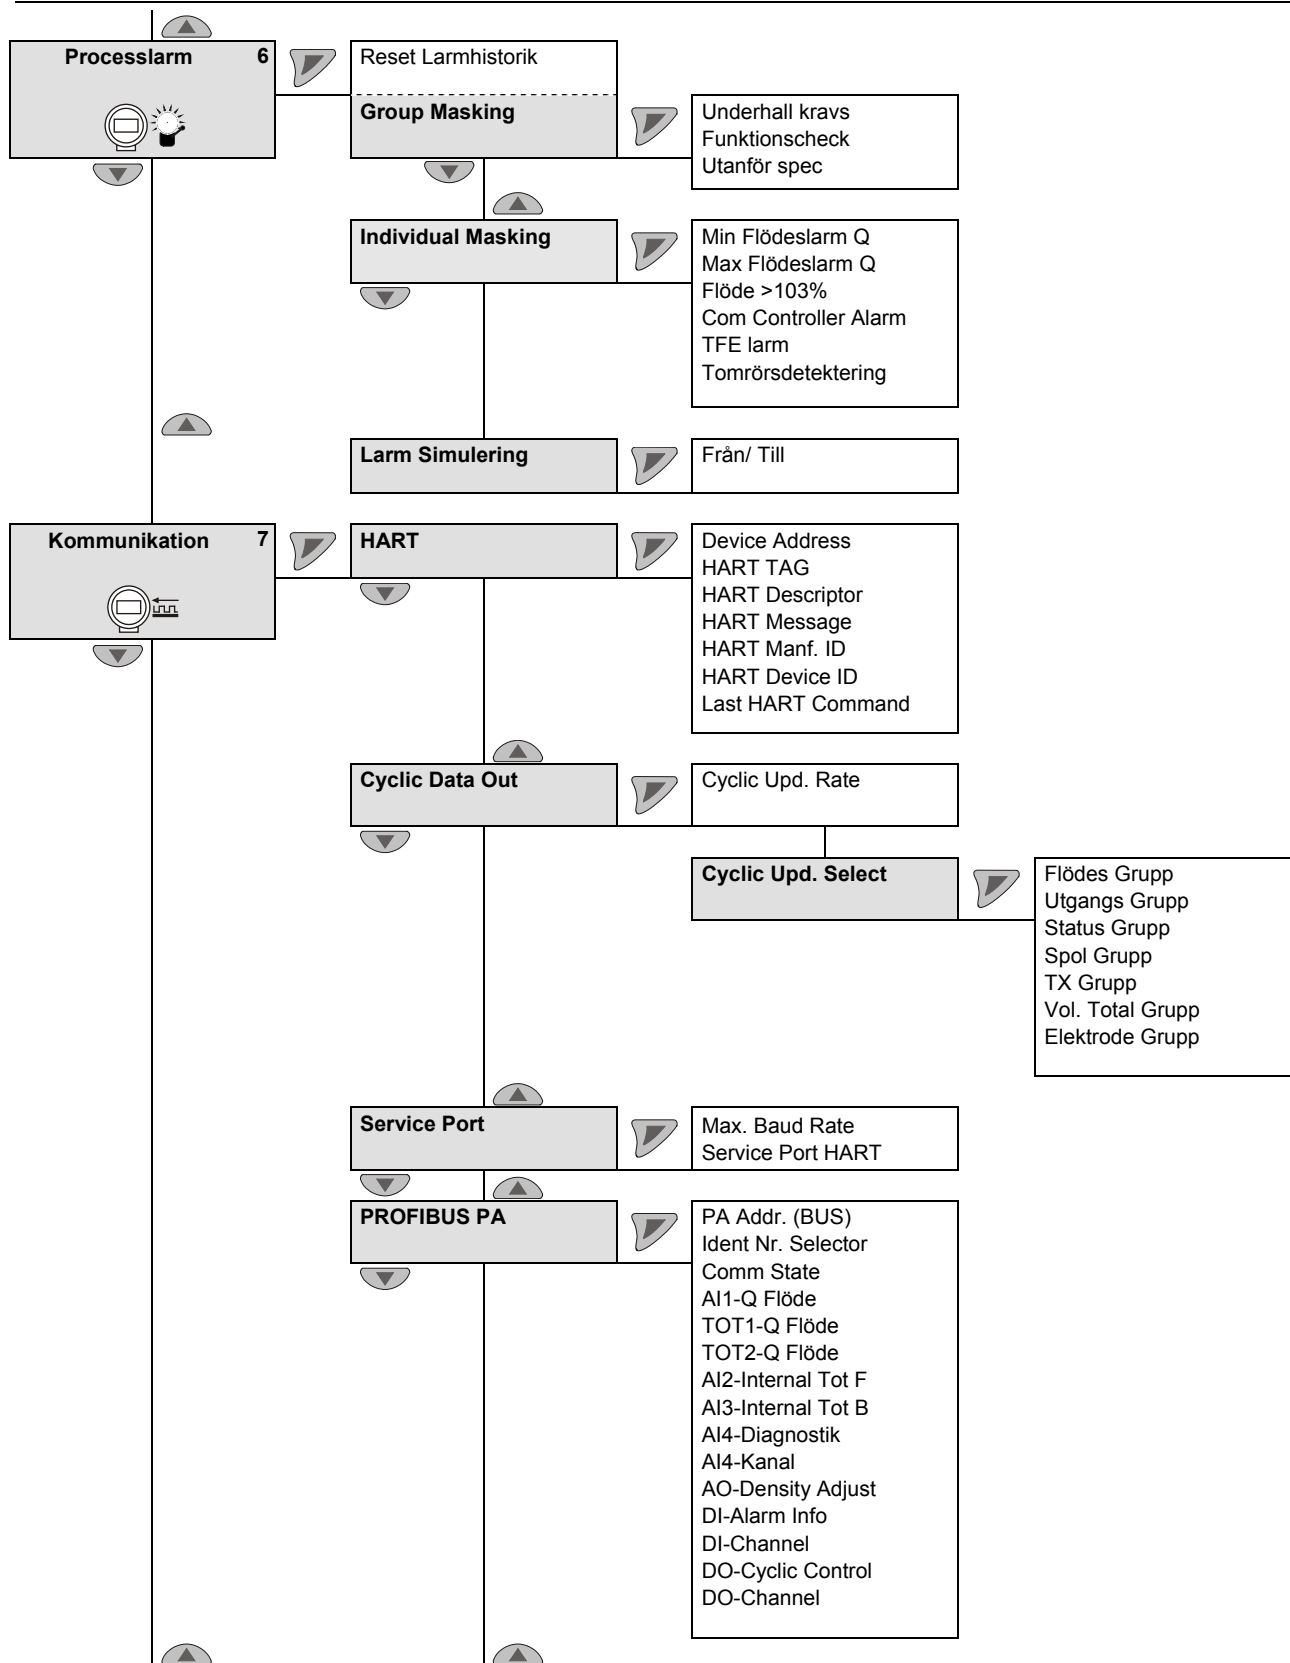 Processlarm 6
Reset Larmhistorik
Group Masking
Underhall kravs
Funktionscheck
Utanför spec
Individual Masking
Min Flödeslarm Q
Max Flödeslarm Q
Flöde >103%
Com Controller Alarm
TFE larm
Tomrörsdetektering
Larm Simulering
Från/ Till
Kommunikation 7
HART
Device Address
HART TAG
HART Descriptor
HART Message
HART Manf. ID
HART Device ID
Last HART Command
Cyclic Data Out
Cyclic Upd. Rate
Cyclic Upd. Select
Flödes Grupp
Utgangs Grupp
Status Grupp
Spol Grupp
TX Grupp
Vol. Total Grupp
Elektrode Grupp
Service Port
Max. Baud Rate
Service Port HART
PROFIBUS PA
PA Addr. (BUS)
Ident Nr. Selector
Comm State
AI1-Q Flöde
TOT1-Q Flöde
TOT2-Q Flöde
AI2-Internal Tot F
AI3-Internal Tot B
AI4-Diagnostik
AI4-Kanal
AO-Density Adjust
DI-Alarm Info
DI-Channel
DO-Cyclic Control
DO-Channel